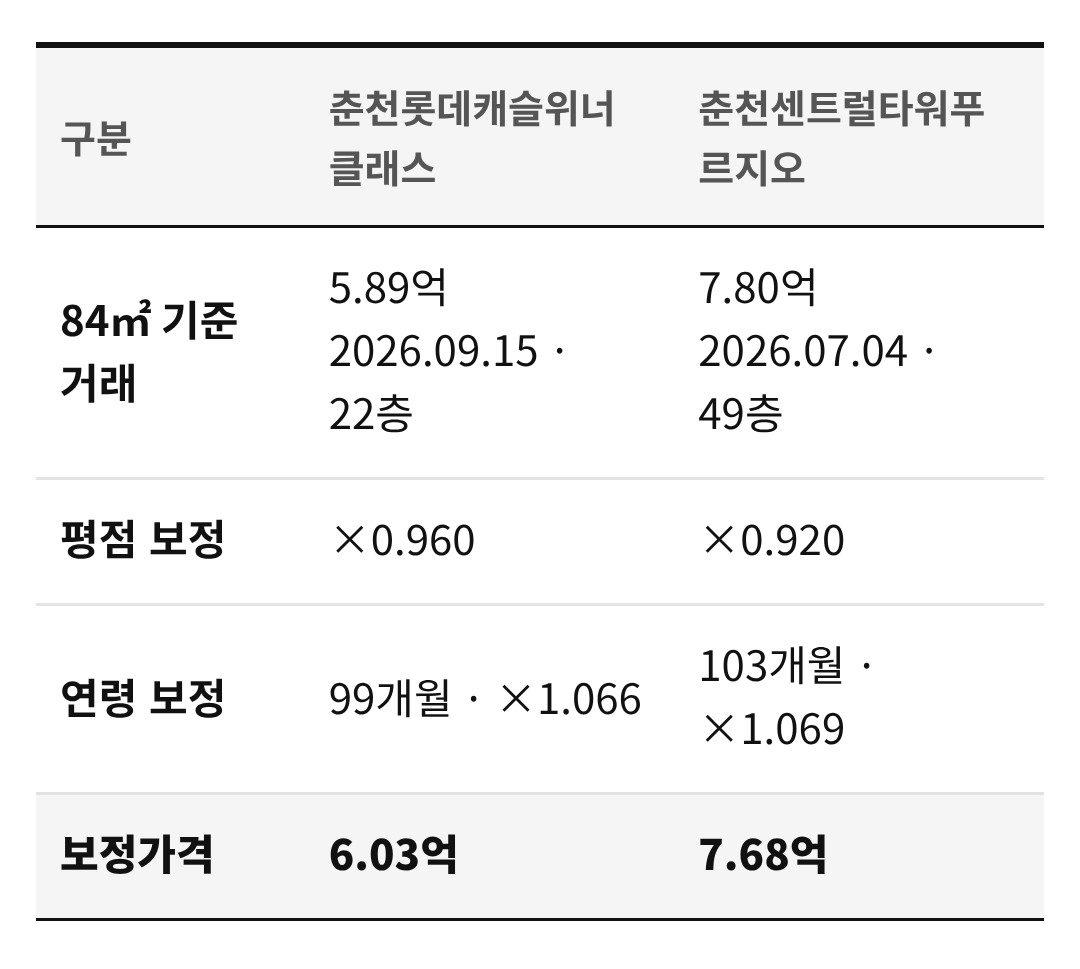 구분
춘천롯데캐슬위너
클래스
춘천센트럴타워푸
르지오
84㎡ 기준
거래
5.89억
2026.09.15 ·
22층
7.80억
2026.07.04 ·
49층
평점 보정
×0.960
×0.920
연령 보정
99개월 · ×1.066
103개월 ·
×1.069
보정가격
6.03억
7.68억